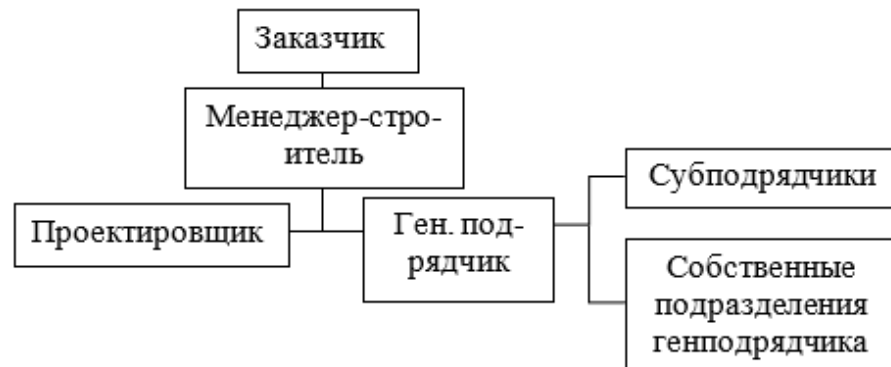 Заказчик
Менеджер-стро-
итель
Проектировщик
Ген. под-
рядчик
Субподрядчики
Собственные
подразделения
генподрядчика